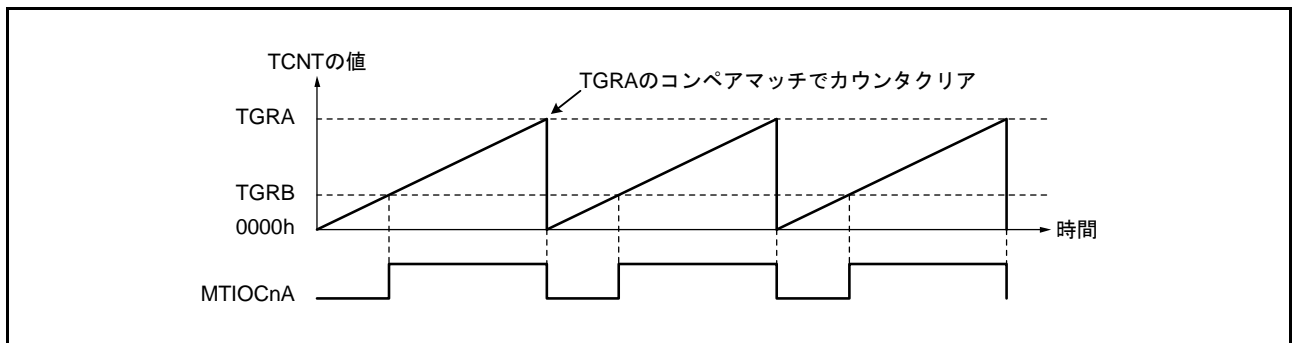 TCNTの値
TGRAのコンペアマッチでカウンタクリア
TGRA
TGRB
0000h
時間
MTIOCnA